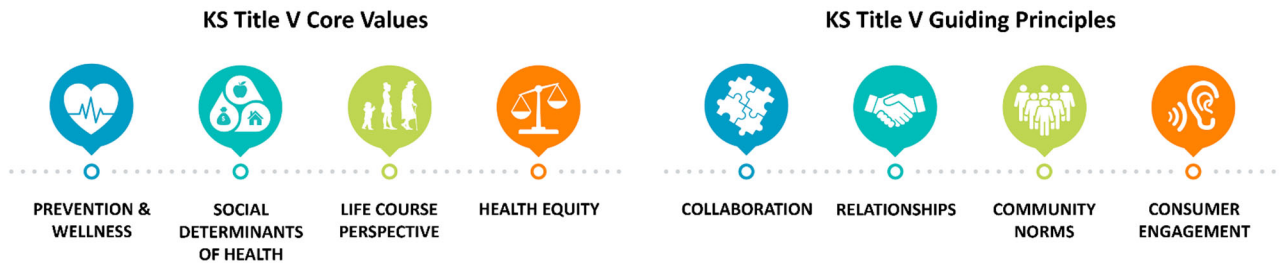 KS Title V Core Values
PREVENTION &
WELLNESS
SOCIAL
DETERMINANTS
OF HEALTH
LIFE COURSE
PERSPECTIVE
HEALTH EQUITY
KS Title V Guiding Principles
COLLABORATION
RELATIONSHIPS
COMMUNITY
NORMS
CONSUMER
ENGAGEMENT